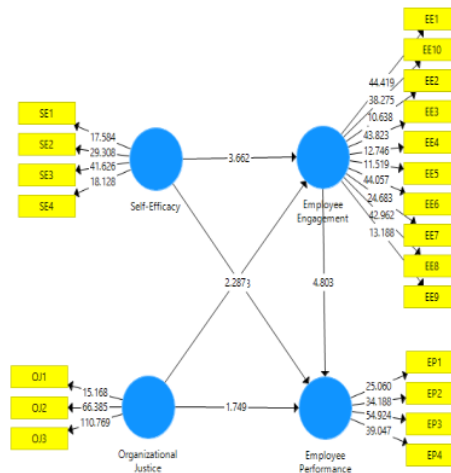 EE1
EE10
EE2
EE3
EE4
EE5
EE6
EE7
EE8
EE9
44.419
38.275
10.638
43.823
12.746
11.519
44.057
24.683
42.962
13.188
SE1
SE2
SE3
SE4
17.584
29.308
41.626
18.128
Self-Efficacy
3.662
Employee
Engagement
2.2873
4.803
OJ1
OJ2
OJ3
15.168
66.385
110.769
Organizational
Justice
1.749
Employee
Performance
25.060
34.188
54.924
39.047
EP1
EP2
EP3
EP4